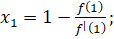 x₁ = 1 − f(1)/f|(1);